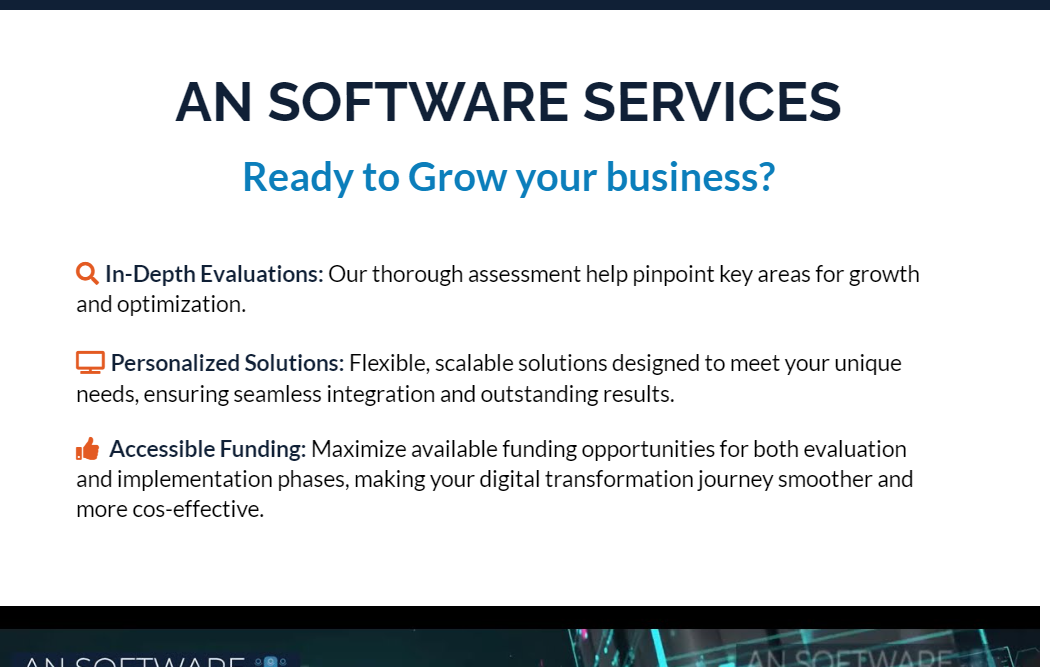 AN SOFTWARE SERVICES
Ready to Grow your business?
In-Depth Evaluations: Our thorough assessment help pinpoint key areas for growth
and optimization.
Personalized Solutions: Flexible, scalable solutions designed to meet your unique
needs, ensuring seamless integration and outstanding results.
Accessible Funding: Maximize available funding opportunities for both evaluation
and implementation phases, making your digital transformation journey smoother and
more cos-effective.
AN SOFTWARE
AN SOFTWARE